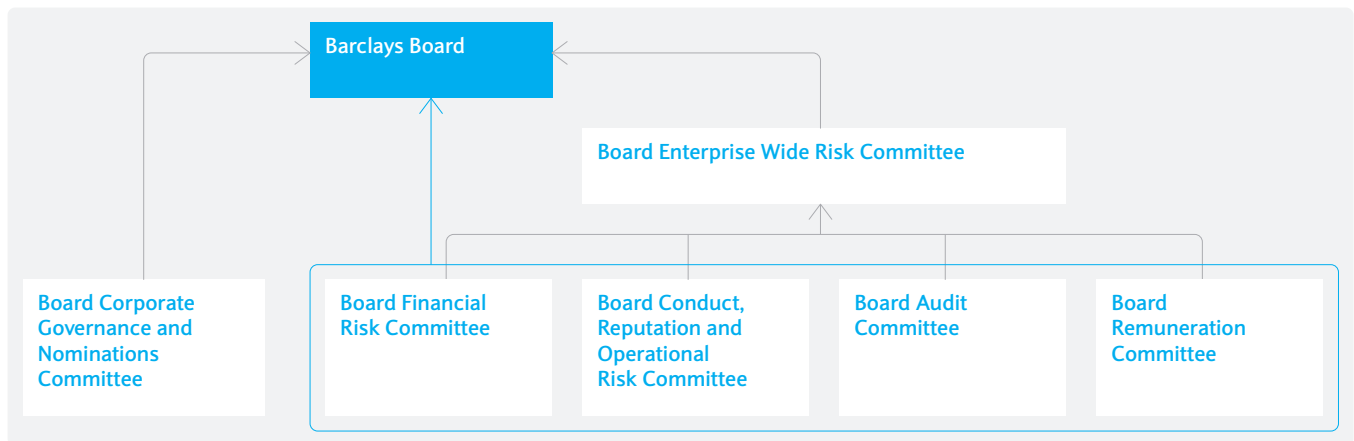 Barclays Board
Board Enterprise Wide Risk Committee
Board Corporate
Governance and
Nominations
Committee
Board Financial
Risk Committee
Board Conduct,
Reputation and
Operational
Risk Committee
Board Audit
Committee
Board
Remuneration
Committee